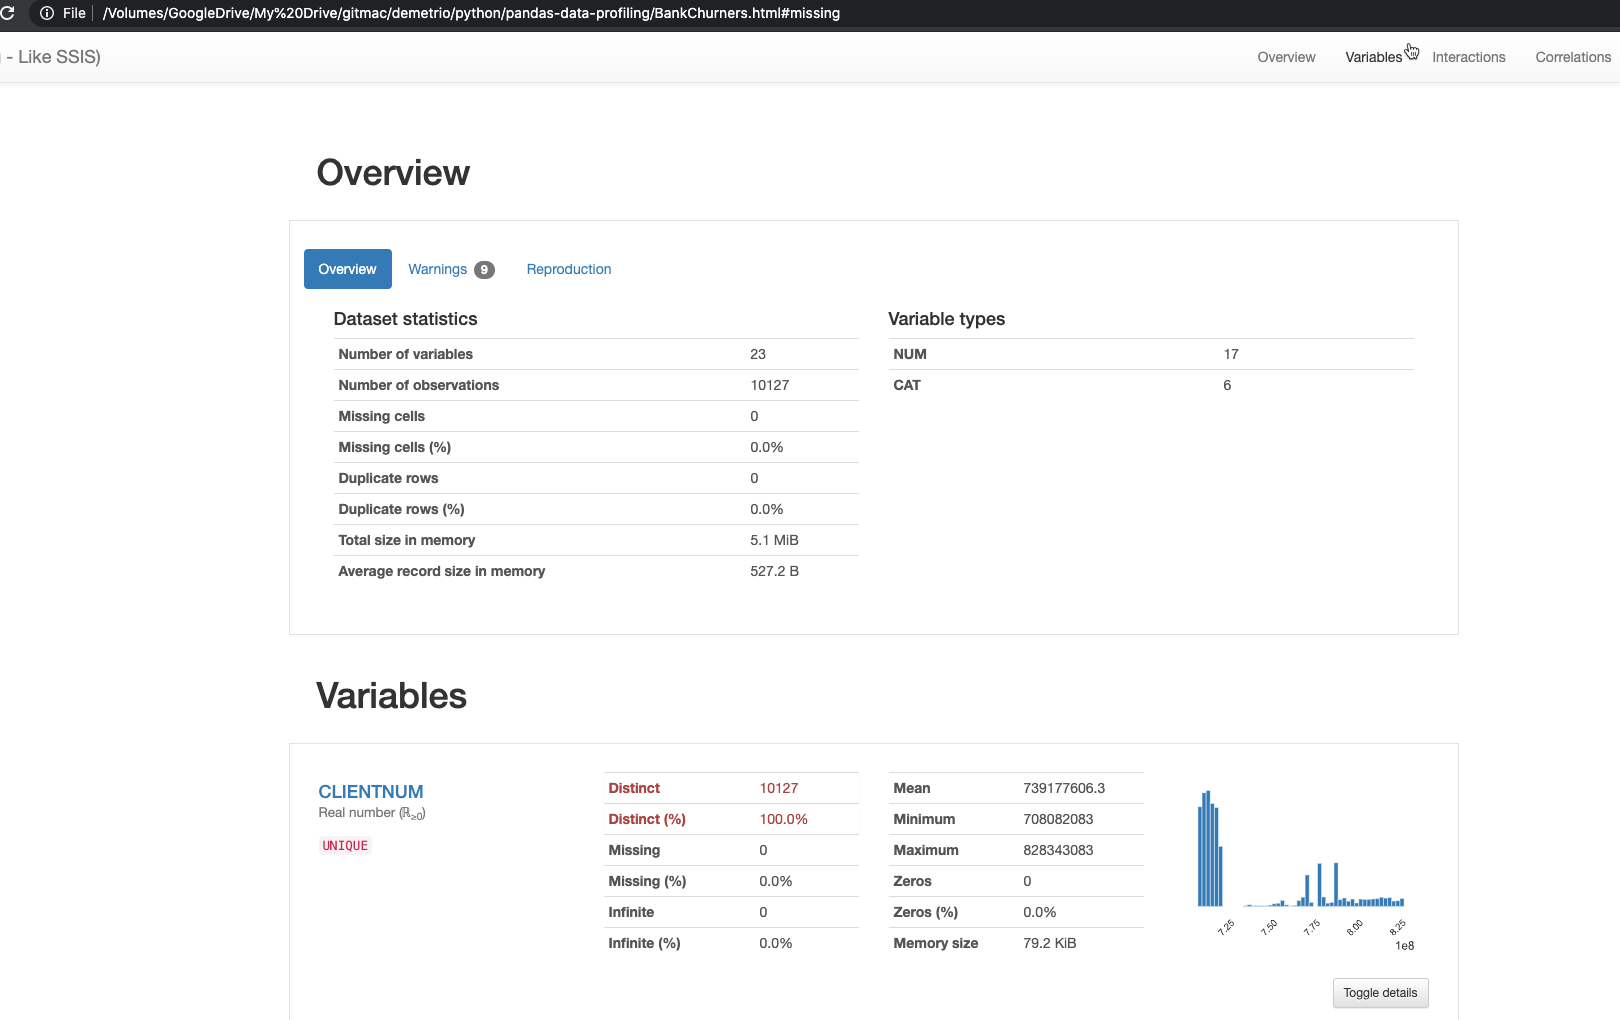 File /Volumes/GoogleDrive/My%20Drive/gitmac/demetrio/python/pandas-data-profiling/BankChurners.html#missing
- Like SSIS) Overview Variables Interactions Correlations
Overview
Overview Warnings 9 Reproduction
Dataset statistics
Number of variables 23
Number of observations 10127
Missing cells 0
Missing cells (%) 0.0%
Duplicate rows 0
Duplicate rows (%) 0.0%
Total size in memory 5.1 MiB
Average record size in memory 527.2 B
Variable types
NUM 17
CAT 6
Variables
CLIENTNUM
Real number (ℝ≥0)
UNIQUE
Distinct 10127
Distinct (%) 100.0%
Missing 0
Missing (%) 0.0%
Infinite 0
Infinite (%) 0.0%
Mean 739177606.3
Minimum 708082083
Maximum 828343083
Zeros 0
Zeros (%) 0.0%
Memory size 79.2 KiB
7.25 7.50 7.75 8.00 8.25
1e8
Toggle details